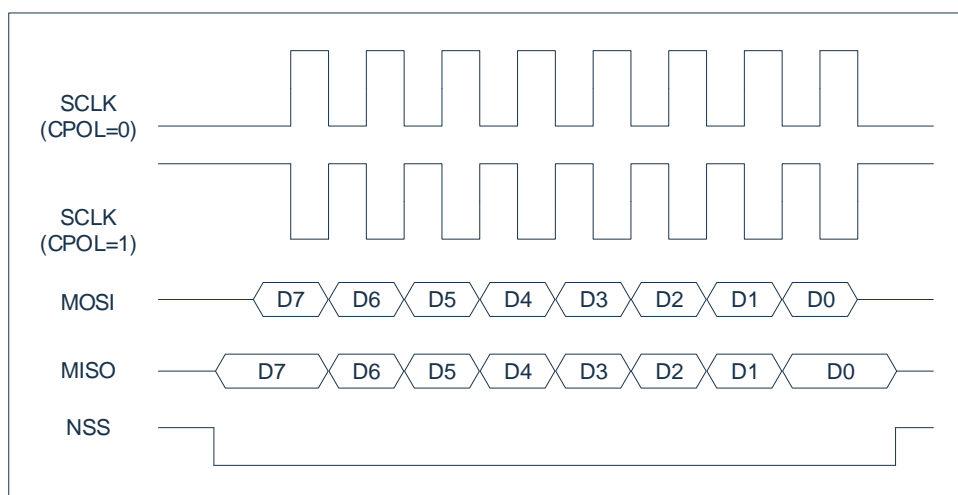 SCLK
(CPOL=0)
SCLK
(CPOL=1)
MOSI D7 D6 D5 D4 D3 D2 D1 D0
MISO D7 D6 D5 D4 D3 D2 D1 D0
NSS